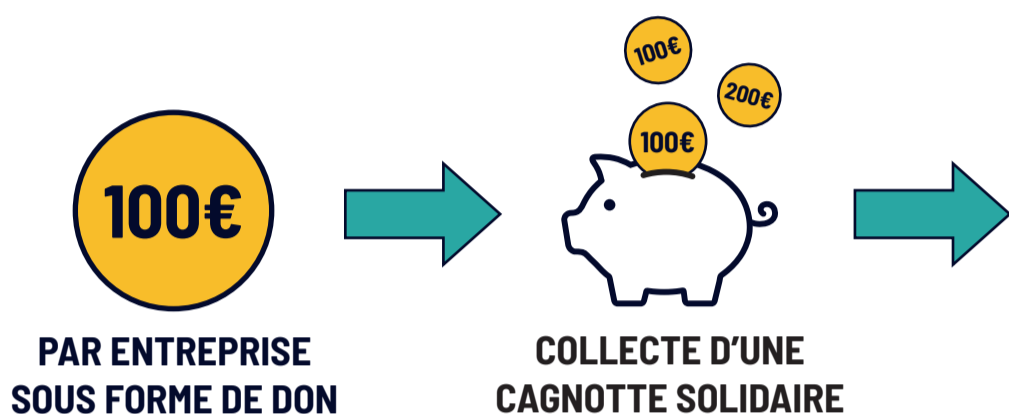 100€
200€
100€
100€
PAR ENTREPRISE
SOUS FORME DE DON
COLLECTE D'UNE
CAGNOTTE SOLIDAIRE